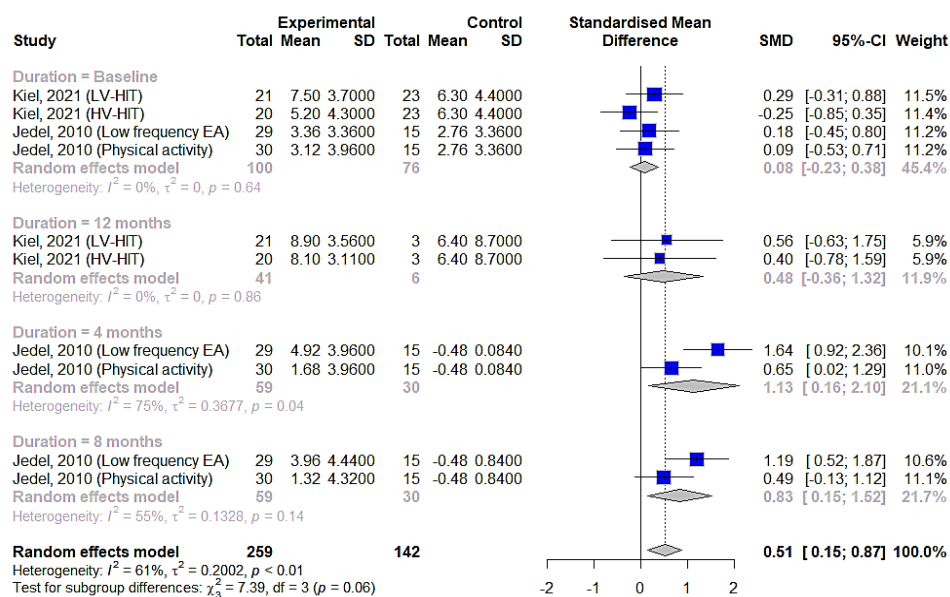 Experimental Control Standardised Mean
Study Total Mean SD Total Mean SD Difference SMD 95%-CI Weight
Duration = Baseline
Kiel, 2021 (LV-HIT) 21 7.50 3.7000 23 6.30 4.4000 0.29 [-0.31; 0.88] 11.5%
Kiel, 2021 (HV-HIT) 20 5.20 4.3000 23 6.30 4.4000 -0.25 [-0.85; 0.35] 11.4%
Jedel, 2010 (Low frequency EA) 29 3.36 3.3600 15 2.76 3.3600 0.18 [-0.45; 0.80] 11.2%
Jedel, 2010 (Physical activity) 30 3.12 3.9600 15 2.76 3.3600 0.09 [-0.53; 0.71] 11.2%
Random effects model 100 76 0.08 [-0.23; 0.38] 45.4%
Heterogeneity: I² = 0%, τ² = 0, p = 0.64
Duration = 12 months
Kiel, 2021 (LV-HIT) 21 8.90 3.5600 3 6.40 8.7000 0.56 [-0.63; 1.75] 5.9%
Kiel, 2021 (HV-HIT) 20 8.10 3.1100 3 6.40 8.7000 0.40 [-0.78; 1.59] 5.9%
Random effects model 41 6 0.48 [-0.36; 1.32] 11.9%
Heterogeneity: I² = 0%, τ² = 0, p = 0.86
Duration = 4 months
Jedel, 2010 (Low frequency EA) 29 4.92 3.9600 15 -0.48 0.0840 1.64 [0.92; 2.36] 10.1%
Jedel, 2010 (Physical activity) 30 1.68 3.9600 15 -0.48 0.0840 0.65 [0.02; 1.29] 11.0%
Random effects model 59 30 1.13 [ 0.16; 2.10] 21.1%
Heterogeneity: I² = 75%, τ² = 0.3677, p = 0.04
Duration = 8 months
Jedel, 2010 (Low frequency EA) 29 3.96 4.4400 15 -0.48 0.8400 1.19 [0.52; 1.87] 10.6%
Jedel, 2010 (Physical activity) 30 1.32 4.3200 15 -0.48 0.8400 0.49 [-0.13; 1.12] 11.1%
Random effects model 59 30 0.83 [ 0.15; 1.52] 21.7%
Heterogeneity: I² = 55%, τ² = 0.1328, p = 0.14
Random effects model 259 142 0.51 [ 0.15; 0.87] 100.0%
Heterogeneity: I² = 61%, τ² = 0.2002, p < 0.01
Test for subgroup differences: χ²₃ = 7.39, df = 3 (p = 0.06)
-2 -1 0 1 2